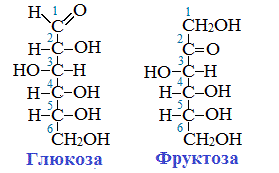 H 1 O
C
2
H–C–OH
3
HO–C–H
4
H–C–OH
5
H–C–OH
6
CH₂OH
Глюкоза
1
CH₂OH
2
C=O
3
HO–C–H
4
H–C–OH
5
H–C–OH
6
CH₂OH
Фруктоза